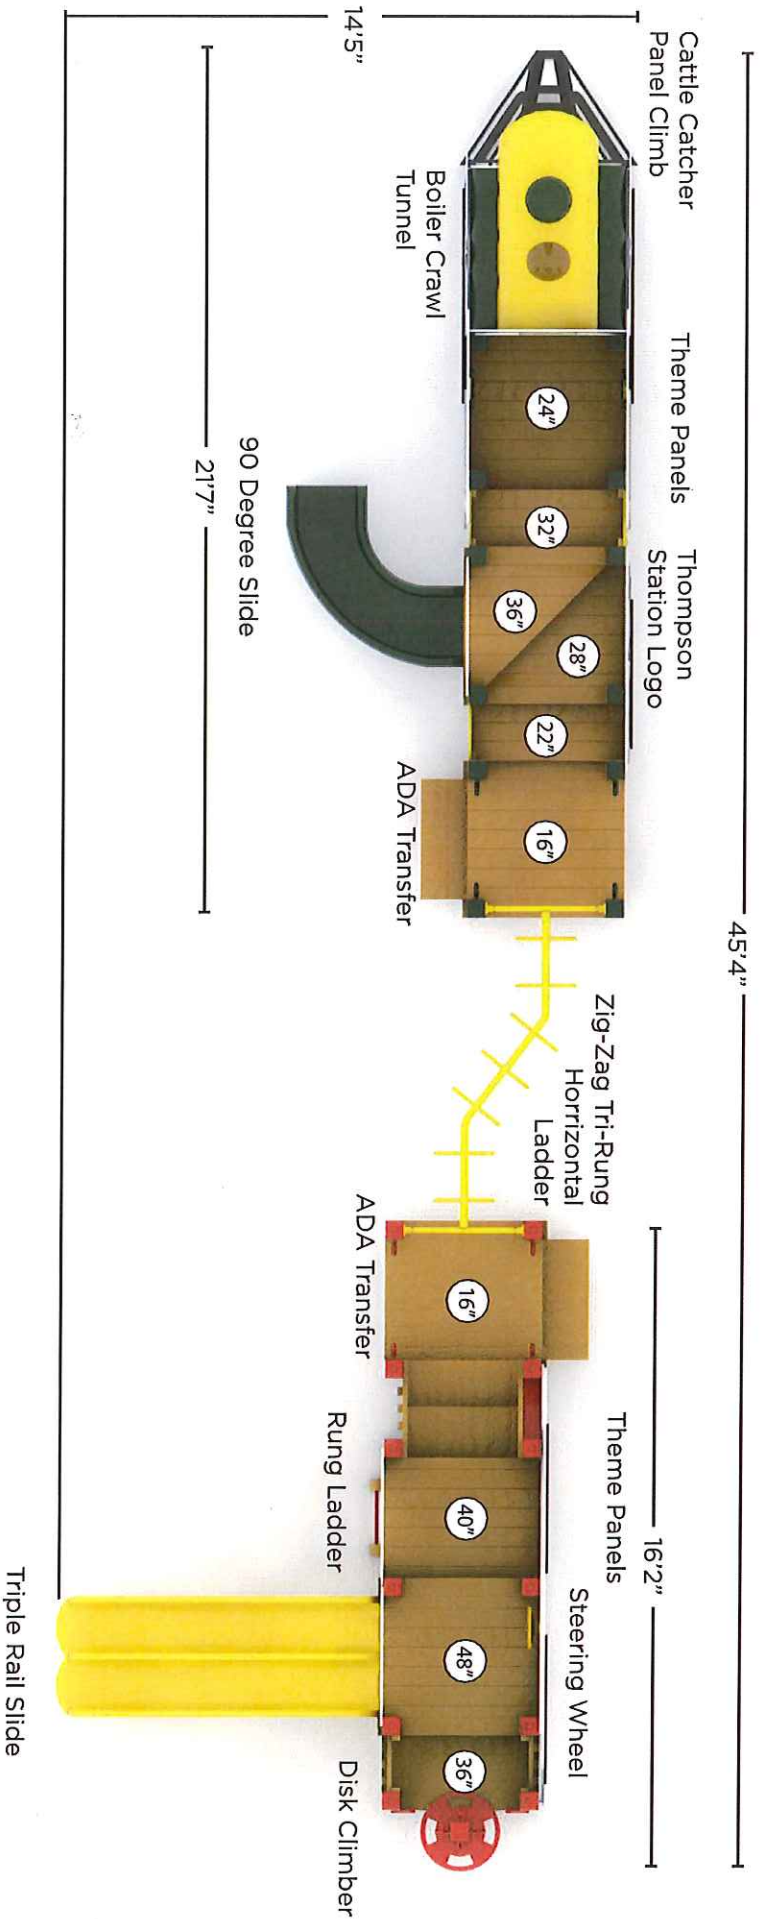 45'4"
14'5"
Cattle Catcher
Panel Climb
Theme Panels
Thompson
Station Logo
Boiler Crawl
Tunnel
24"
32"
36"
28"
22"
16"
90 Degree Slide
21'7"
ADA Transfer
Zig-Zag Tri-Rung
Horrizontal
Ladder
16'2"
Theme Panels
Steering Wheel
16"
40"
48"
36"
ADA Transfer
Rung Ladder
Disk Climber
Triple Rail Slide